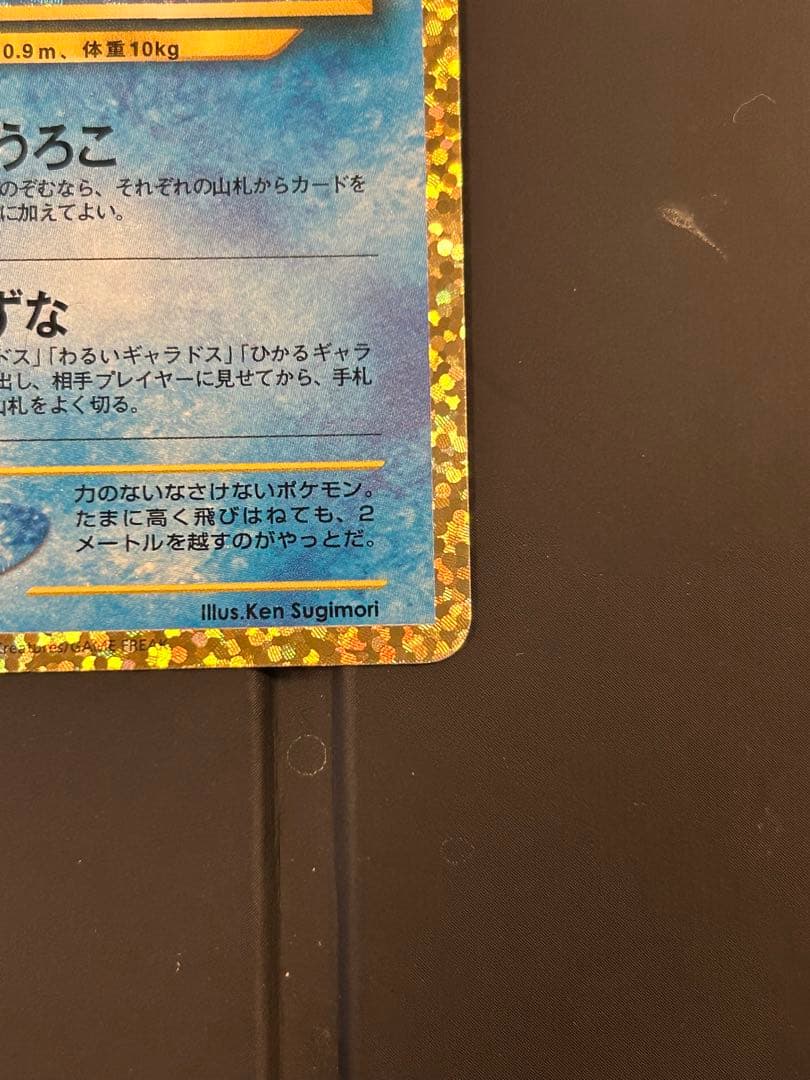 0.9m、体重10kg
うろこ
のぞむなら、それぞれの山札からカードを
に加えてよい。
ずな
ドス」「わるいギャラドス」「ひかるギャラ
出し、相手プレイヤーに見せてから、手札
山札をよく切る。
力のないなさけないポケモン。
たまに高く飛びはねても、2
メートルを越すのがやっとだ。
Illus.Ken Sugimori
Creatures/GAME FREAK